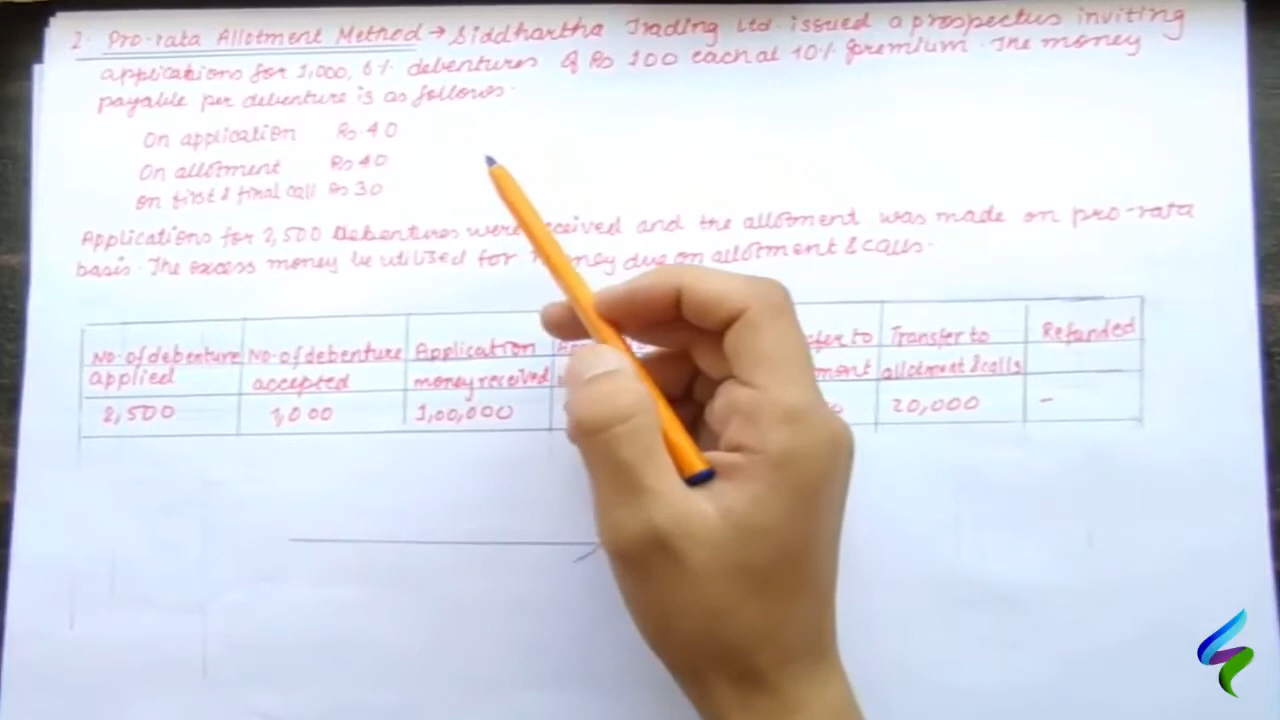 2. Pro-rata Allotment Method → Siddhartha Trading Ltd. issued a prospectus inviting
applications for 1,000, 6% debentures of Rs 100 each at 10% premium. The money
payable per debenture is as follows.
On application Rs. 40
On allotment Rs 40
On first & final call Rs 30
Applications for 2,500 Debentures were received and the allotment was made on pro-rata
basis. The excess money be utilized for money due on allotment & calls.
No. of debenture applied
No. of debenture accepted
Application money received
Transfer to allotment & calls
Refunded
2,500 1,000 1,00,000 20,000 -